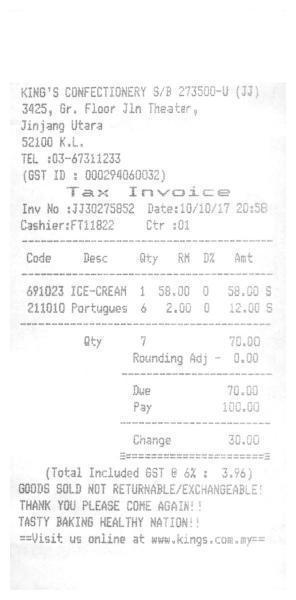 KING'S CONFECTIONERY S/B 273500-U (JJ)
3425, Gr. Floor Jln Theater,
Jinjang Utara
52100 K.L.
TEL :03-67311233
(GST ID : 000294060032)
Tax Invoice
Inv No :JJ30275852 Date:10/10/17 20:58
Cashier:FT11822 Ctr :01
Code Desc Qty RM D% Amt
691023 ICE-CREAM 1 58.00 0 58.00 S
211010 Portugues 6 2.00 0 12.00 S
Qty 7 70.00
Rounding Adj - 0.00
Due 70.00
Pay 100.00
Change 30.00
(Total Included GST @ 6% : 3.96)
GOODS SOLD NOT RETURNABLE/EXCHANGEABLE!
THANK YOU PLEASE COME AGAIN!!
TASTY BAKING HEALTHY NATION!!
==Visit us online at www.kings.com.my==